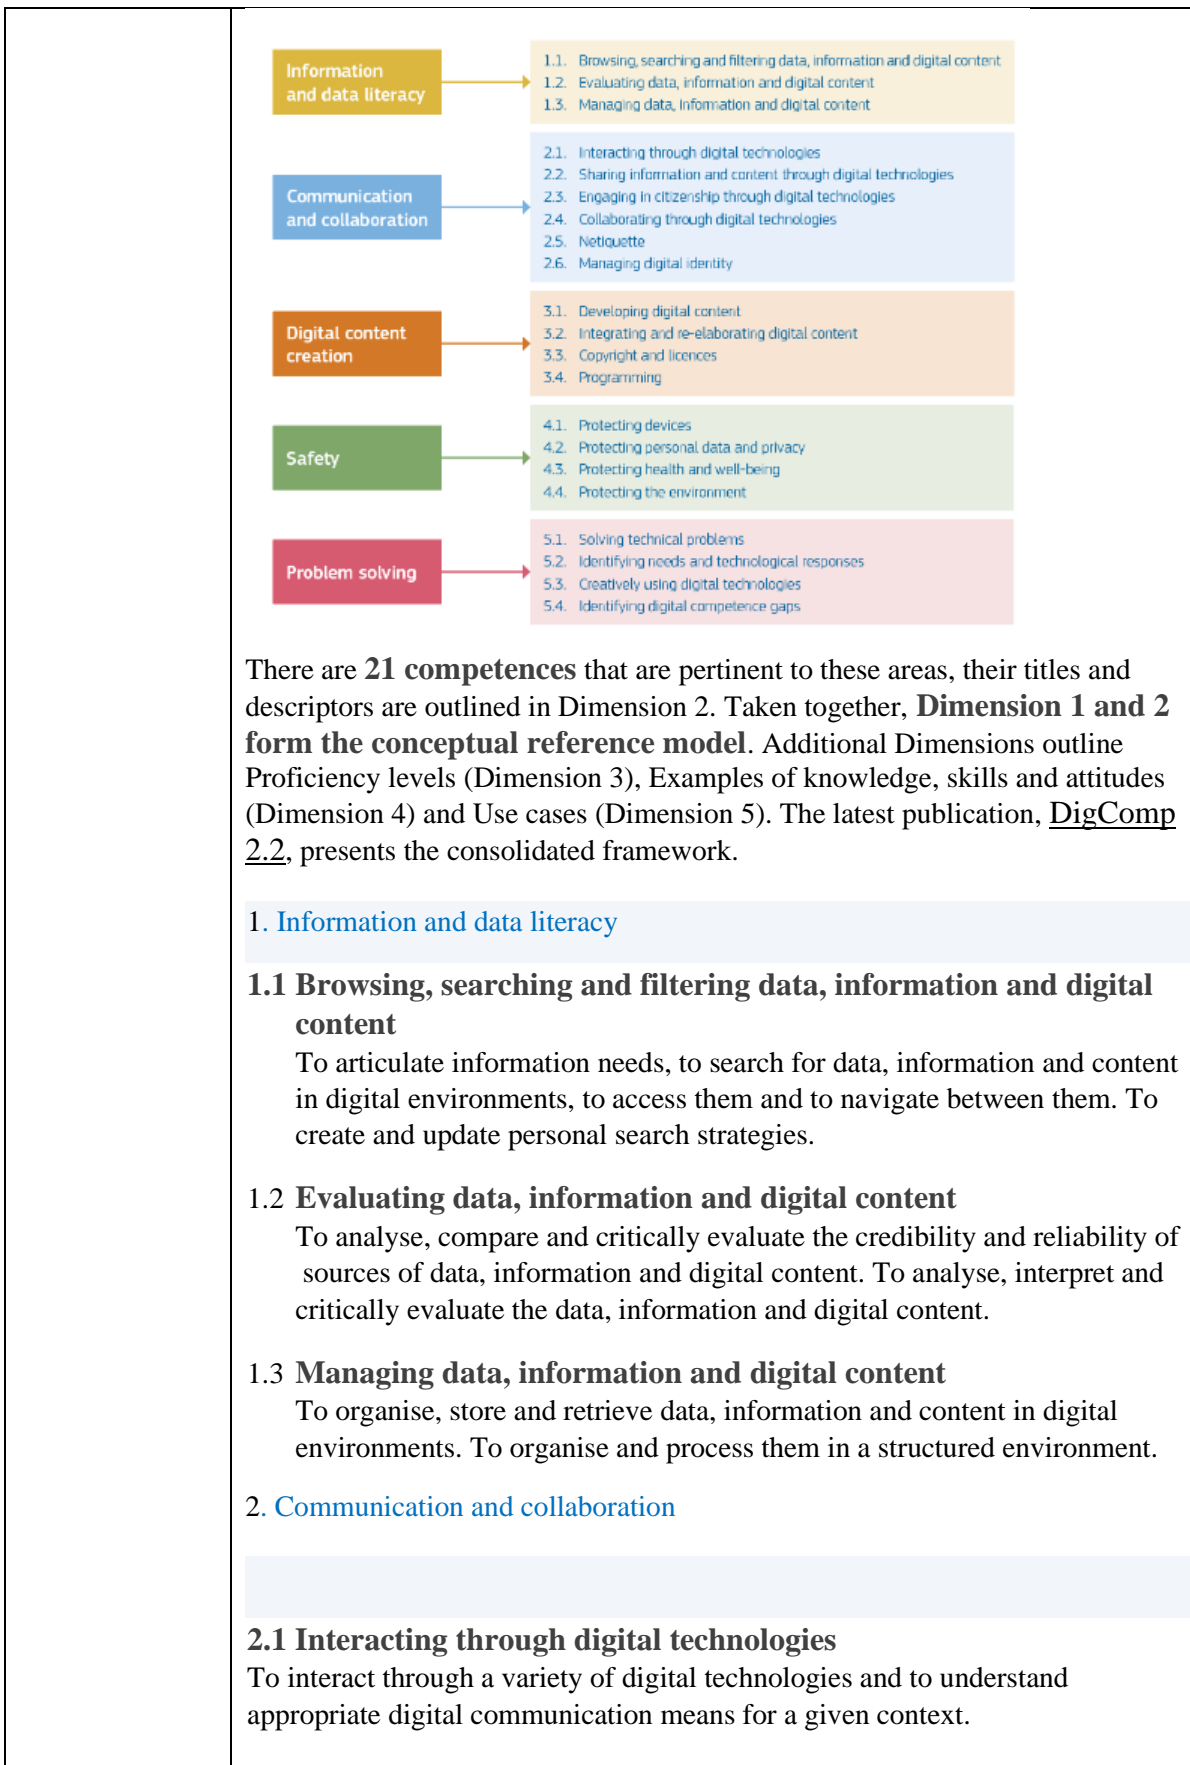 Information
and data literacy
1.1. Browsing, searching and filtering data, information and digital content
1.2. Evaluating data, information and digital content
1.3. Managing data, information and digital content
Communication
and collaboration
2.1. Interacting through digital technologies
2.2. Sharing information and content through digital technologies
2.3. Engaging in citizenship through digital technologies
2.4. Collaborating through digital technologies
2.5. Netiquette
2.6. Managing digital identity
Digital content
creation
3.1. Developing digital content
3.2. Integrating and re-elaborating digital content
3.3. Copyright and licences
3.4. Programming
Safety
4.1. Protecting devices
4.2. Protecting personal data and privacy
4.3. Protecting health and well-being
4.4. Protecting the environment
Problem solving
5.1. Solving technical problems
5.2. Identifying needs and technological responses
5.3. Creatively using digital technologies
5.4. Identifying digital competence gaps
There are 21 competences that are pertinent to these areas, their titles and
descriptors are outlined in Dimension 2. Taken together, Dimension 1 and 2
form the conceptual reference model. Additional Dimensions outline
Proficiency levels (Dimension 3), Examples of knowledge, skills and attitudes
(Dimension 4) and Use cases (Dimension 5). The latest publication, DigComp
2.2, presents the consolidated framework.
1. Information and data literacy
1.1 Browsing, searching and filtering data, information and digital
content
To articulate information needs, to search for data, information and content
in digital environments, to access them and to navigate between them. To
create and update personal search strategies.
1.2 Evaluating data, information and digital content
To analyse, compare and critically evaluate the credibility and reliability of
sources of data, information and digital content. To analyse, interpret and
critically evaluate the data, information and digital content.
1.3 Managing data, information and digital content
To organise, store and retrieve data, information and content in digital
environments. To organise and process them in a structured environment.
2. Communication and collaboration
2.1 Interacting through digital technologies
To interact through a variety of digital technologies and to understand
appropriate digital communication means for a given context.